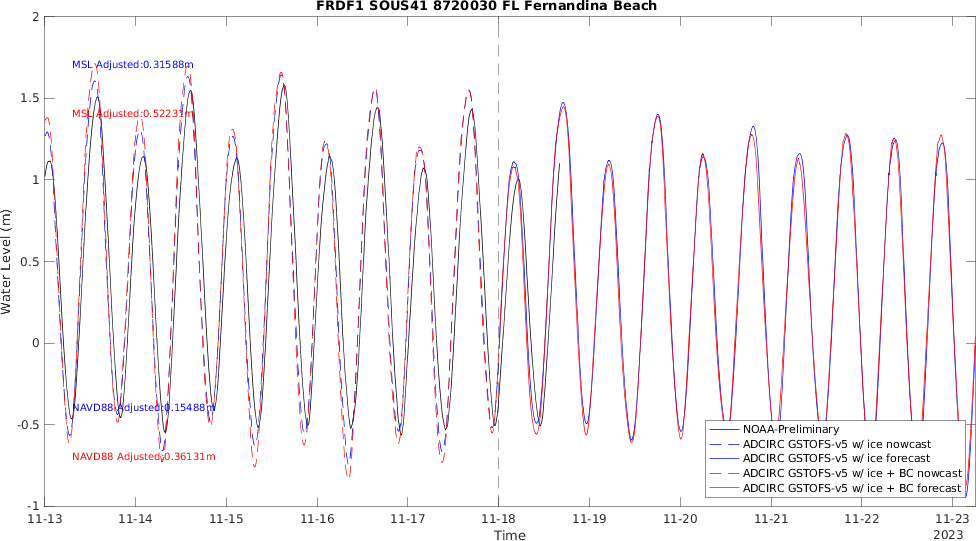 FRDF1 SOUS41 8720030 FL Fernandina Beach
2
1.5
1
0.5
0
-0.5
-1
Water Level (m)
MSL Adjusted:0.31588m
MSL Adjusted:0.52231m
NAVD88 Adjusted:0.15488m
NAVD88 Adjusted:0.36131m
NOAA-Preliminary
ADCIRC GSTOFS-v5 w/ ice nowcast
ADCIRC GSTOFS-v5 w/ ice forecast
ADCIRC GSTOFS-v5 w/ ice + BC nowcast
ADCIRC GSTOFS-v5 w/ ice + BC forecast
11-13 11-14 11-15 11-16 11-17 11-18 11-19 11-20 11-21 11-22 11-23
Time 2023